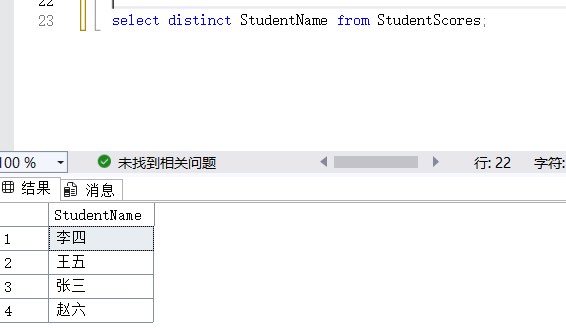 22
23 select distinct StudentName from StudentScores;
100 % 未找到相关问题 行: 22 字符:
结果 消息
StudentName
1 李四
2 王五
3 张三
4 赵六